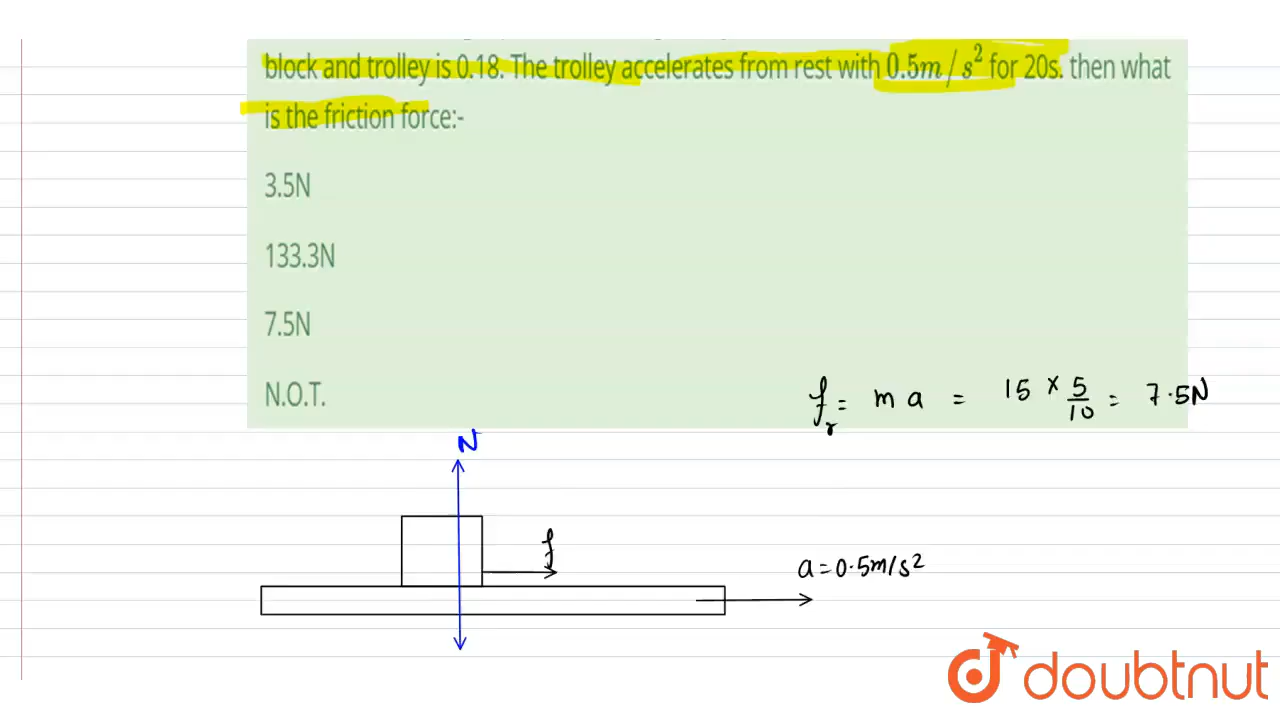 block and trolley is 0.18. The trolley accelerates from rest with 0.5m/s² for 20s. then what
is the friction force:-
3.5N
133.3N
7.5N
N.O.T.
fr = m a = 15 × 5/10 = 7.5N
N
f
a = 0.5m/s²
doubtnut